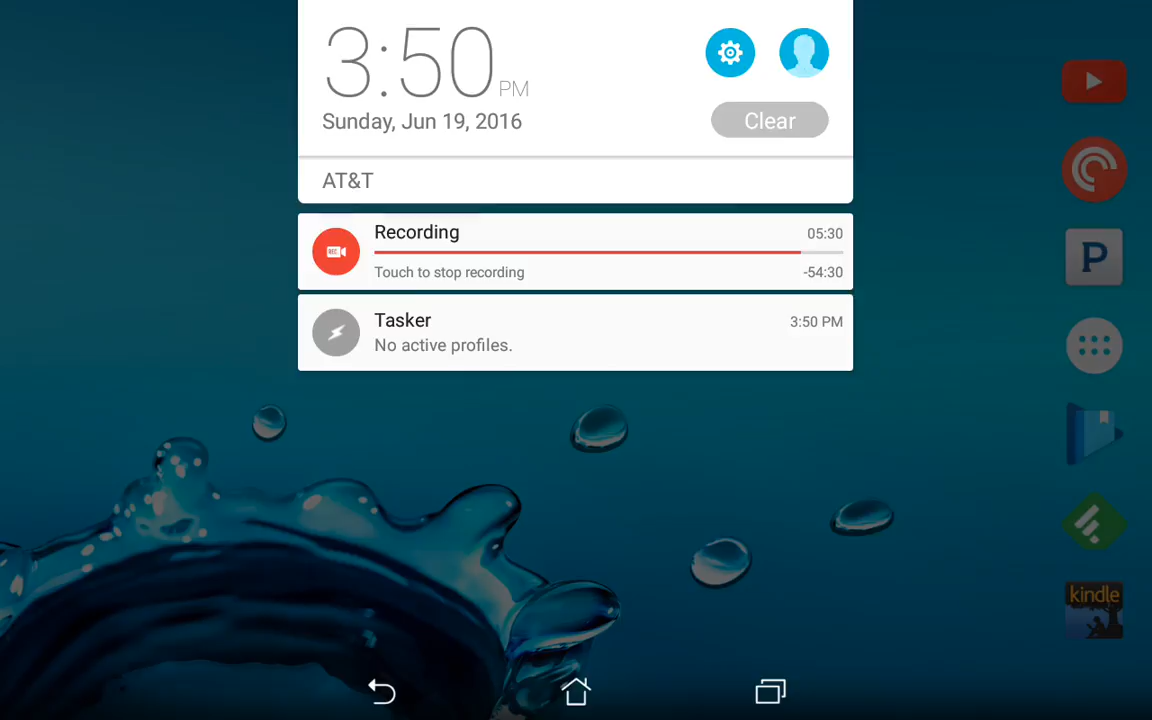 3:50 PM
Sunday, Jun 19, 2016
Clear
AT&T
Recording
05:30
REC
Touch to stop recording
-54:30
Tasker
3:50 PM
No active profiles.
P
kindle